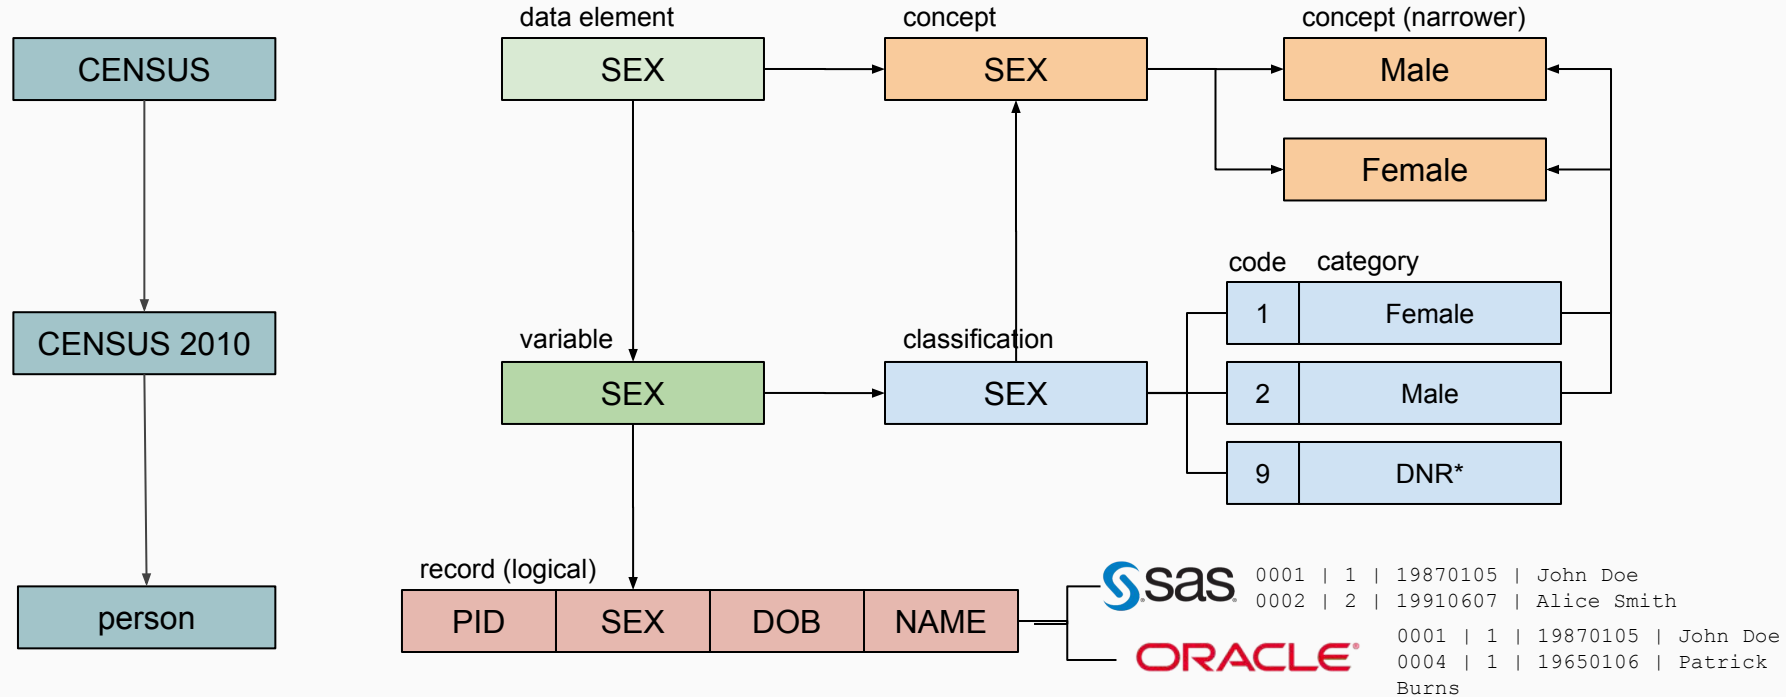 data element
concept
concept (narrower)
CENSUS
SEX
SEX
Male
Female
code
category
1
Female
CENSUS 2010
variable
classification
SEX
SEX
2
Male
9
DNR*
record (logical)
person
PID
SEX
DOB
NAME
sas
0001 | 1 | 19870105 | John Doe
0002 | 2 | 19910607 | Alice Smith
ORACLE
0001 | 1 | 19870105 | John Doe
0004 | 1 | 19650106 | Patrick
Burns